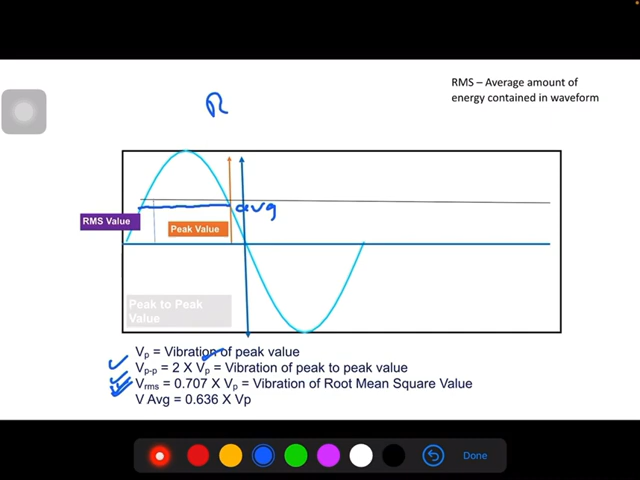 RMS – Average amount of
energy contained in waveform
R
avg
RMS Value
Peak Value
Peak to Peak
Value
Vp = Vibration of peak value
Vp-p = 2 X Vp = Vibration of peak to peak value
Vrms = 0.707 X Vp = Vibration of Root Mean Square Value
V Avg = 0.636 X Vp
Done